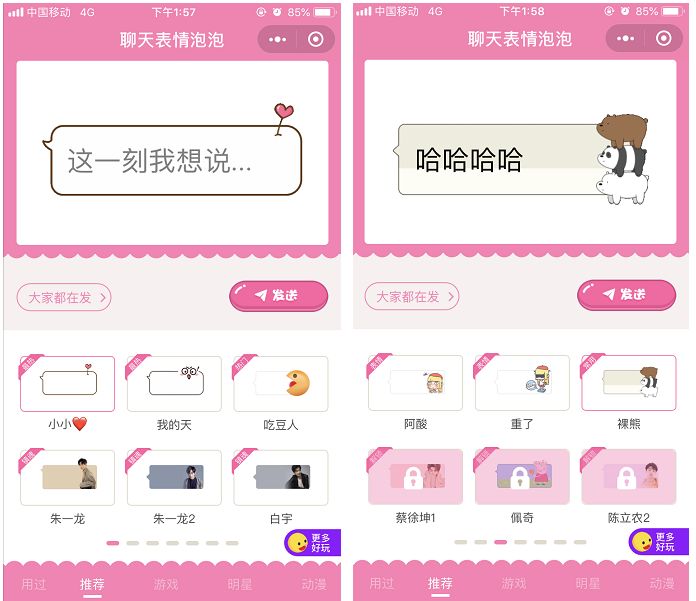 中国移动 4G 下午1:57 85%
聊天表情泡泡
这一刻我想说...
大家都在发
发送
最热
最热
热门
小小
我的天
吃豆人
朱一龙
朱一龙2
白宇
更多
好玩
用过 推荐 游戏 明星 动漫
中国移动 4G 下午1:58 85%
聊天表情泡泡
哈哈哈哈
大家都在发
发送
阿酸
重了
裸熊
蔡徐坤1
佩奇
陈立农2
更多
好玩
用过 推荐 游戏 明星 动漫